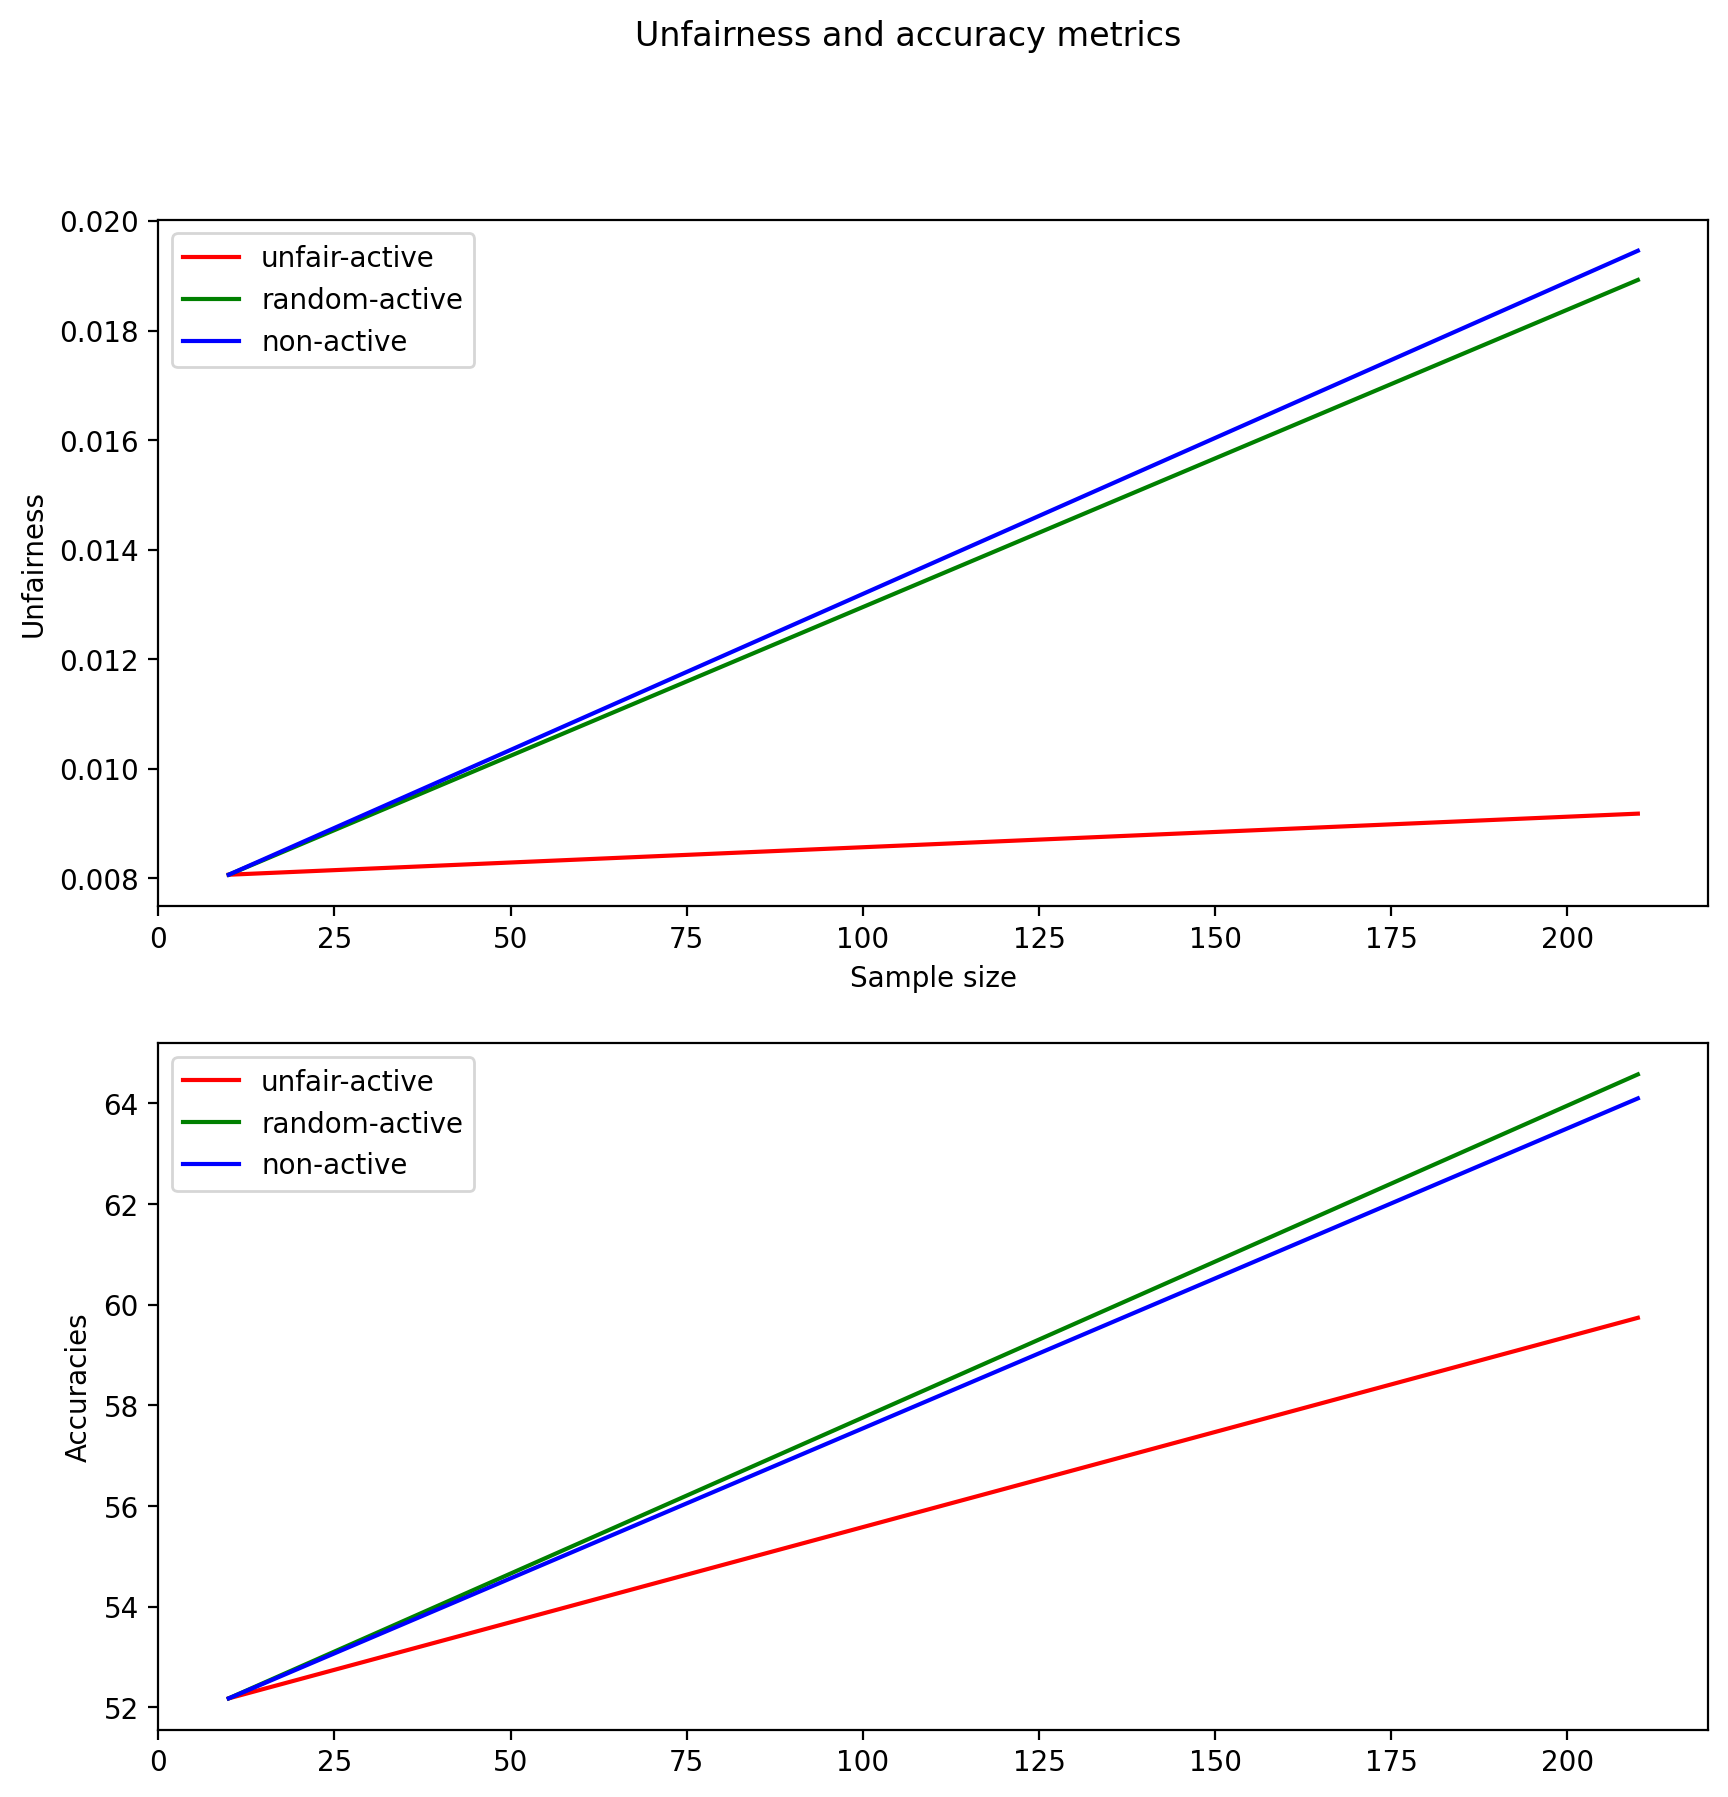 Unfairness and accuracy metrics
0.020
0.018
0.016
0.014
0.012
0.010
0.008
Unfairness
unfair-active
random-active
non-active
0 25 50 75 100 125 150 175 200
Sample size
64
62
60
58
56
54
52
Accuracies
unfair-active
random-active
non-active
0 25 50 75 100 125 150 175 200